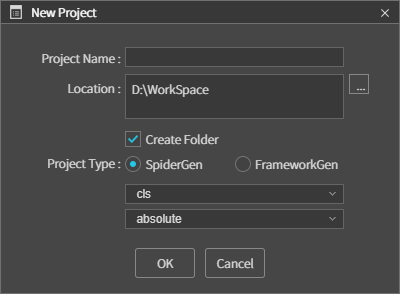 New Project
Project Name :
Location : D:\WorkSpace ...
Create Folder
Project Type : SpiderGen FrameworkGen
cls
absolute
OK Cancel